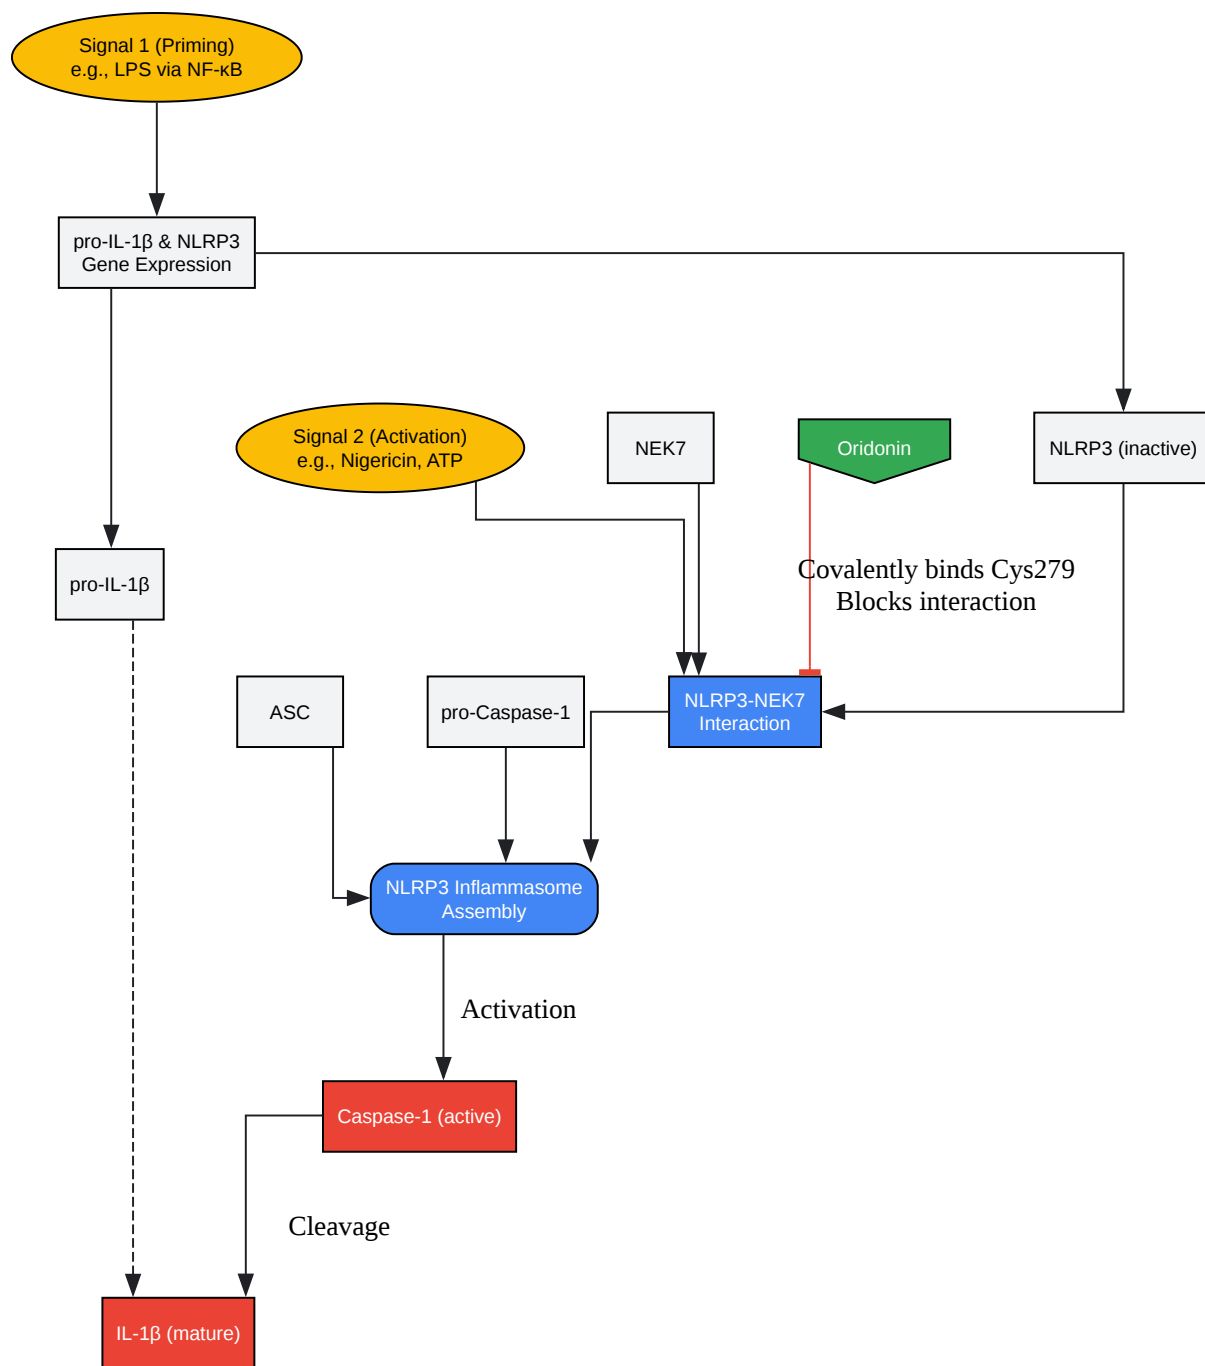 Signal 1 (Priming)
e.g., LPS via NF-κB
pro-IL-1β & NLRP3
Gene Expression
Signal 2 (Activation)
e.g., Nigericin, ATP
NEK7
Oridonin
NLRP3 (inactive)
Covalently binds Cys279
Blocks interaction
pro-IL-1β
ASC
pro-Caspase-1
NLRP3-NEK7
Interaction
NLRP3 Inflammasome
Assembly
Activation
Caspase-1 (active)
Cleavage
IL-1β (mature)